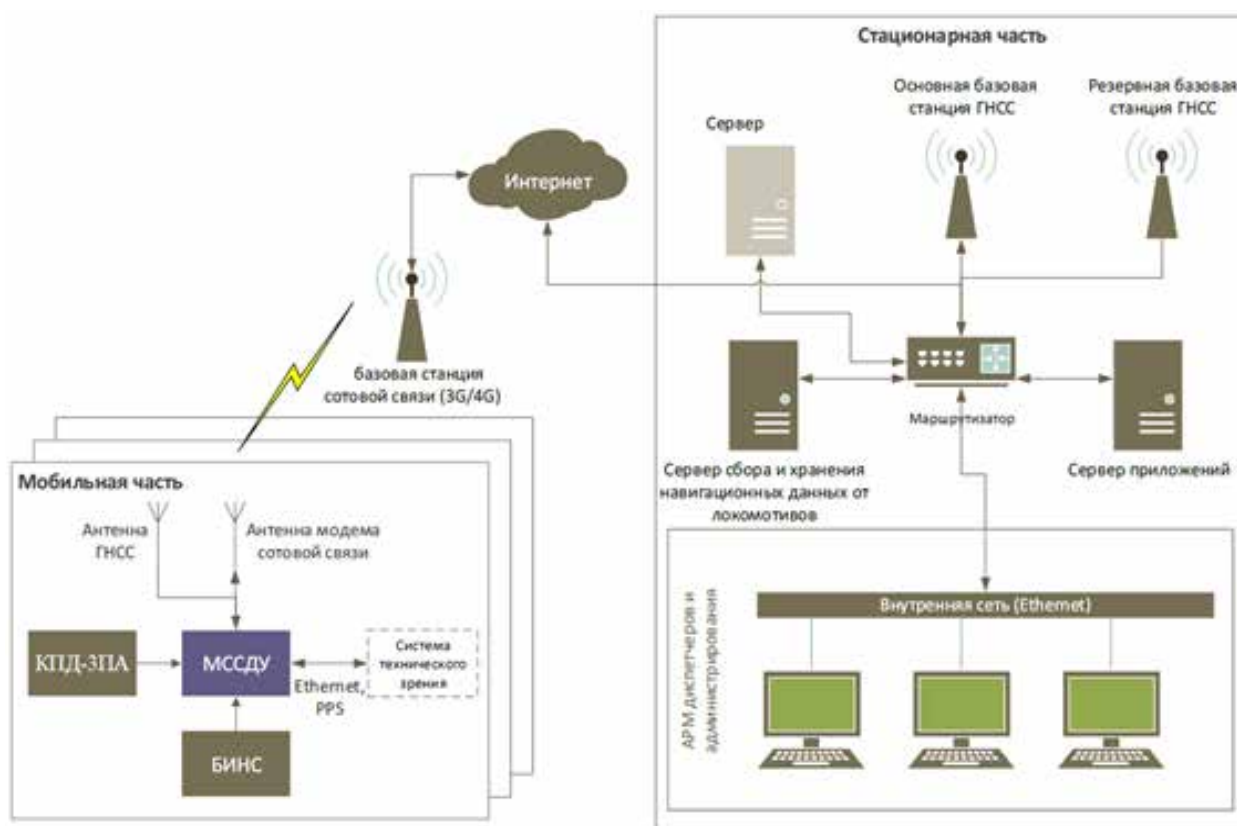 Стационарная часть
Основная базовая
станция ГНСС
Резервная базовая
станция ГНСС
Сервер
Интернет
базовая станция
сотовой связи (3G/4G)
Маршрутизатор
Сервер сбора и хранения
навигационных данных от
локомотивов
Сервер приложений
Мобильная часть
Антенна
ГНСС
Антенна модема
сотовой связи
КПД-3ПА
МССДУ
Ethernet,
PPS
Система
технического
зрения
БИНС
АРМ диспетчеров и
администрирования
Внутренняя сеть (Ethernet)